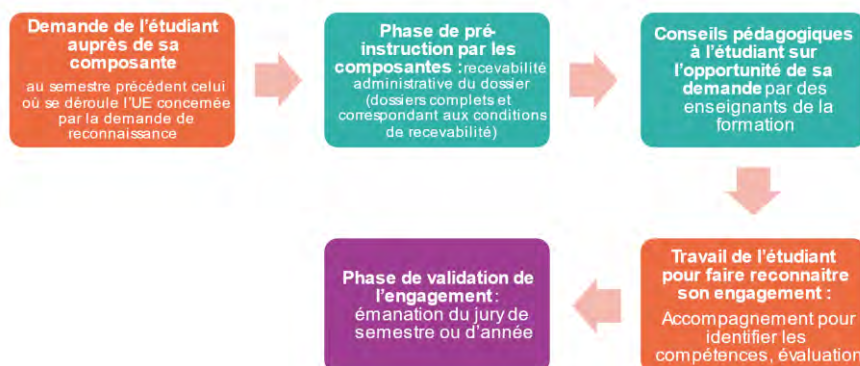 Demande de l'étudiant
auprès de sa
composante
au semestre précédent celui
où se déroule l'UE concernée
par la demande de
reconnaissance
Phase de pré-
instruction par les
composantes : recevabilité
administrative du dossier
(dossiers complets et
correspondant aux conditions
de recevabilité)
Conseils pédagogiques
à l'étudiant sur
l'opportunité de sa
demande par des
enseignants de la
formation
Travail de l'étudiant
pour faire reconnaitre
son engagement :
Accompagnement pour
identifier les
compétences, évaluation
Phase de validation de
l'engagement :
émanation du jury de
semestre ou d'année